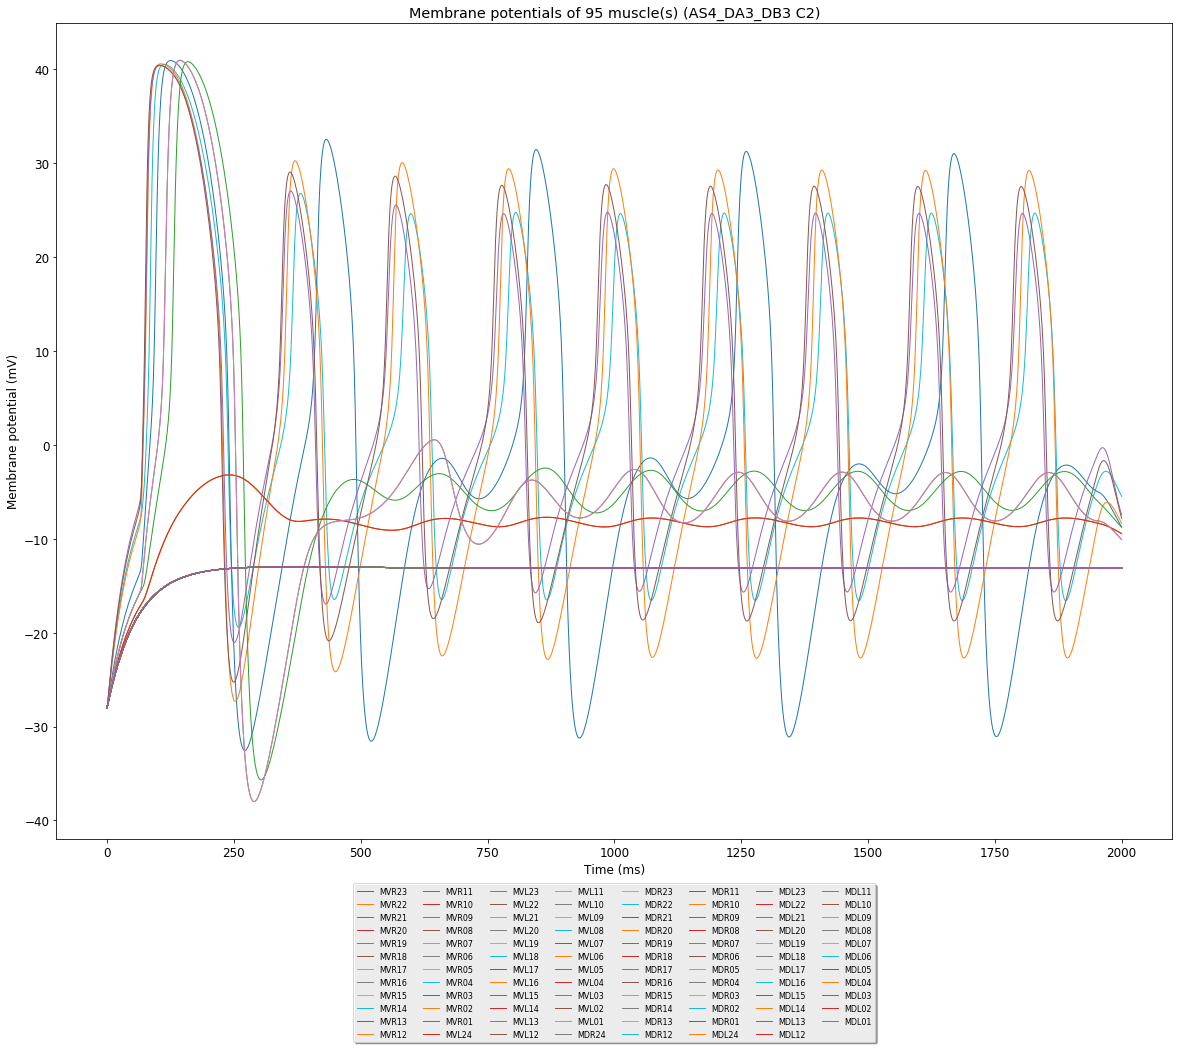 Membrane potentials of 95 muscle(s) (AS4_DA3_DB3 C2)
Membrane potential (mV)
40
30
20
10
0
−10
−20
−30
−40
0 250 500 750 1000 1250 1500 1750 2000
Time (ms)
MVR23 MVR11 MVL23 MVL11 MDR23 MDR11 MDL23 MDL11
MVR22 MVR10 MVL22 MVL10 MDR22 MDR10 MDL22 MDL10
MVR21 MVR09 MVL21 MVL09 MDR21 MDR09 MDL21 MDL09
MVR20 MVR08 MVL20 MVL08 MDR20 MDR08 MDL20 MDL08
MVR19 MVR07 MVL19 MVL07 MDR19 MDR07 MDL19 MDL07
MVR18 MVR06 MVL18 MVL06 MDR18 MDR06 MDL18 MDL06
MVR17 MVR05 MVL17 MVL05 MDR17 MDR05 MDL17 MDL05
MVR16 MVR04 MVL16 MVL04 MDR16 MDR04 MDL16 MDL04
MVR15 MVR03 MVL15 MVL03 MDR15 MDR03 MDL15 MDL03
MVR14 MVR02 MVL14 MVL02 MDR14 MDR02 MDL14 MDL02
MVR13 MVR01 MVL13 MVL01 MDR13 MDR01 MDL13 MDL01
MVR12 MVL24 MVL12 MDR24 MDR12 MDL24 MDL12